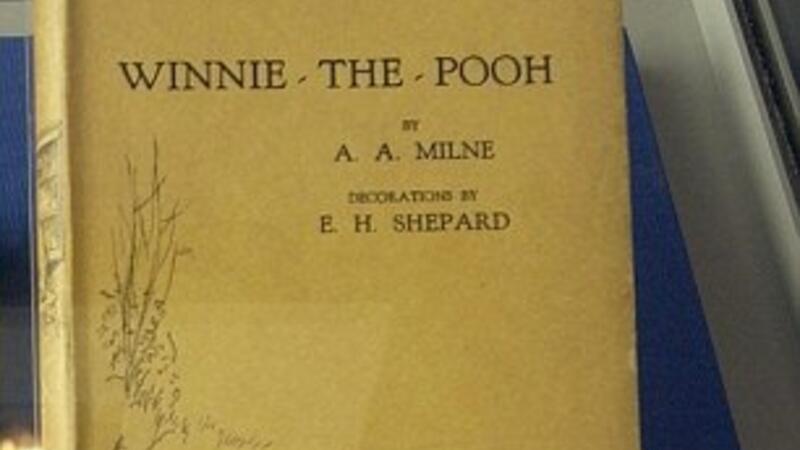 WINNIE-THE-POOH
BY
A. A. MILNE
DECORATIONS BY
E. H. SHEPARD